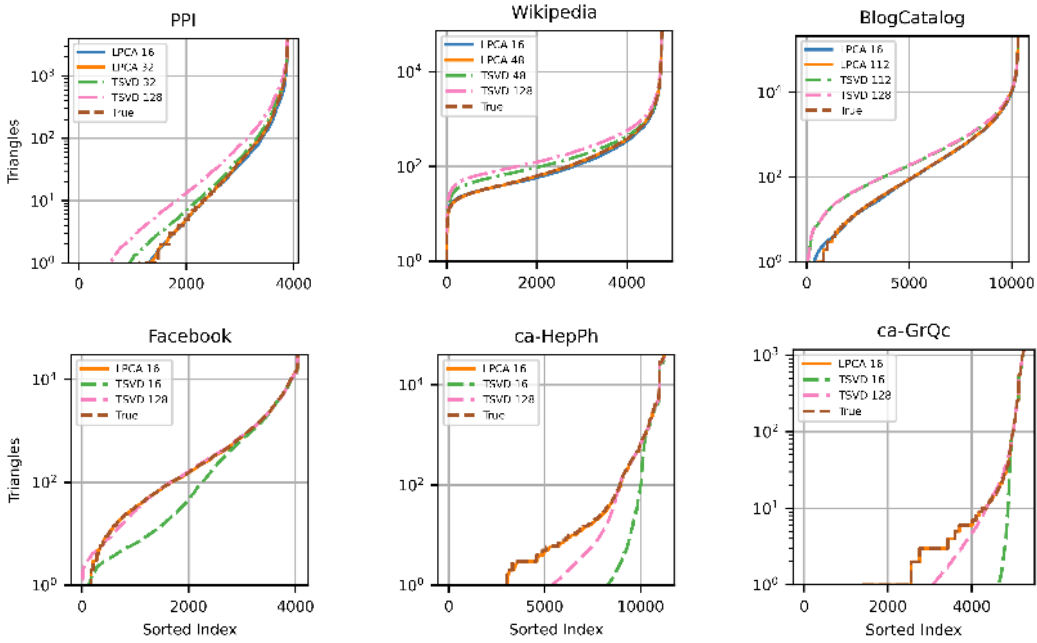 PPI
Triangles
10³
10²
10¹
10⁰
LPCA 16
LPCA 32
TSVD 32
TSVD 128
True
0
2000
4000
Wikipedia
10⁴
10²
10⁰
LPCA 16
LPCA 48
TSVD 48
TSVD 128
True
0
2000
4000
BlogCatalog
10⁴
10²
10⁰
LPCA 16
LPCA 112
TSVD 112
TSVD 128
True
0
5000
10000
Facebook
Triangles
10⁴
10²
10⁰
LPCA 16
TSVD 16
TSVD 128
True
0
2000
4000
Sorted Index
ca-HepPh
10⁴
10²
10⁰
LPCA 16
TSVD 16
TSVD 128
True
0
5000
10000
Sorted Index
ca-GrQc
10³
10²
10¹
10⁰
LPCA 16
TSVD 16
TSVD 128
True
0
2000
4000
Sorted Index